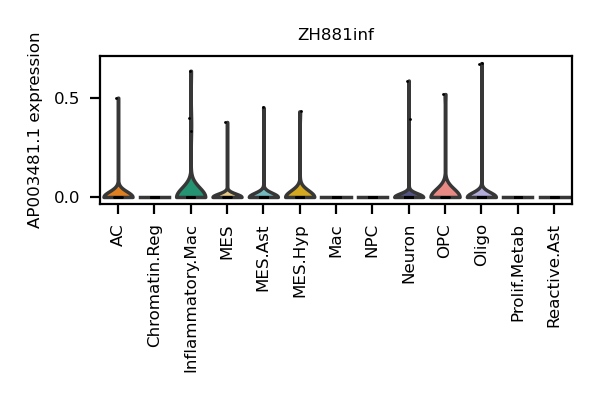 ZH881inf
AP003481.1 expression
0.5
0.0
AC
Chromatin.Reg
Inflammatory.Mac
MES
MES.Ast
MES.Hyp
Mac
NPC
Neuron
OPC
Oligo
Prolif.Metab
Reactive.Ast